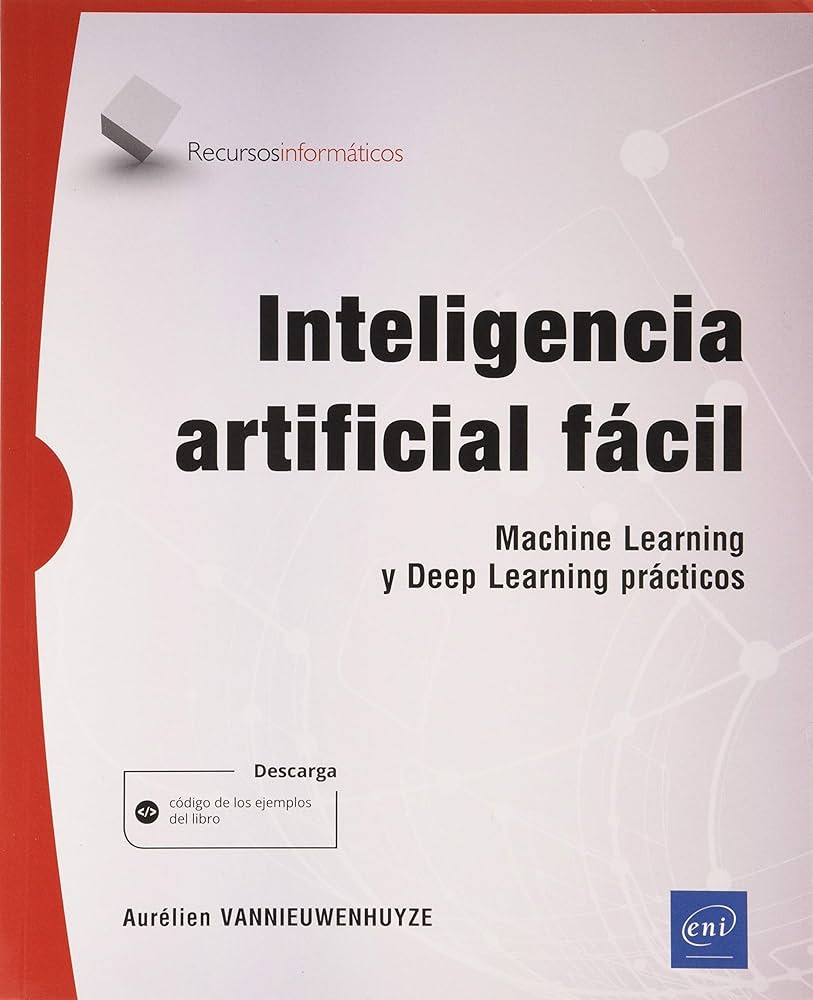 Recursosinformáticos
Inteligencia
artificial fácil
Machine Learning
y Deep Learning prácticos
Descarga
</>
código de los ejemplos
del libro
Aurélien VANNIEUWENHUYZE
eni